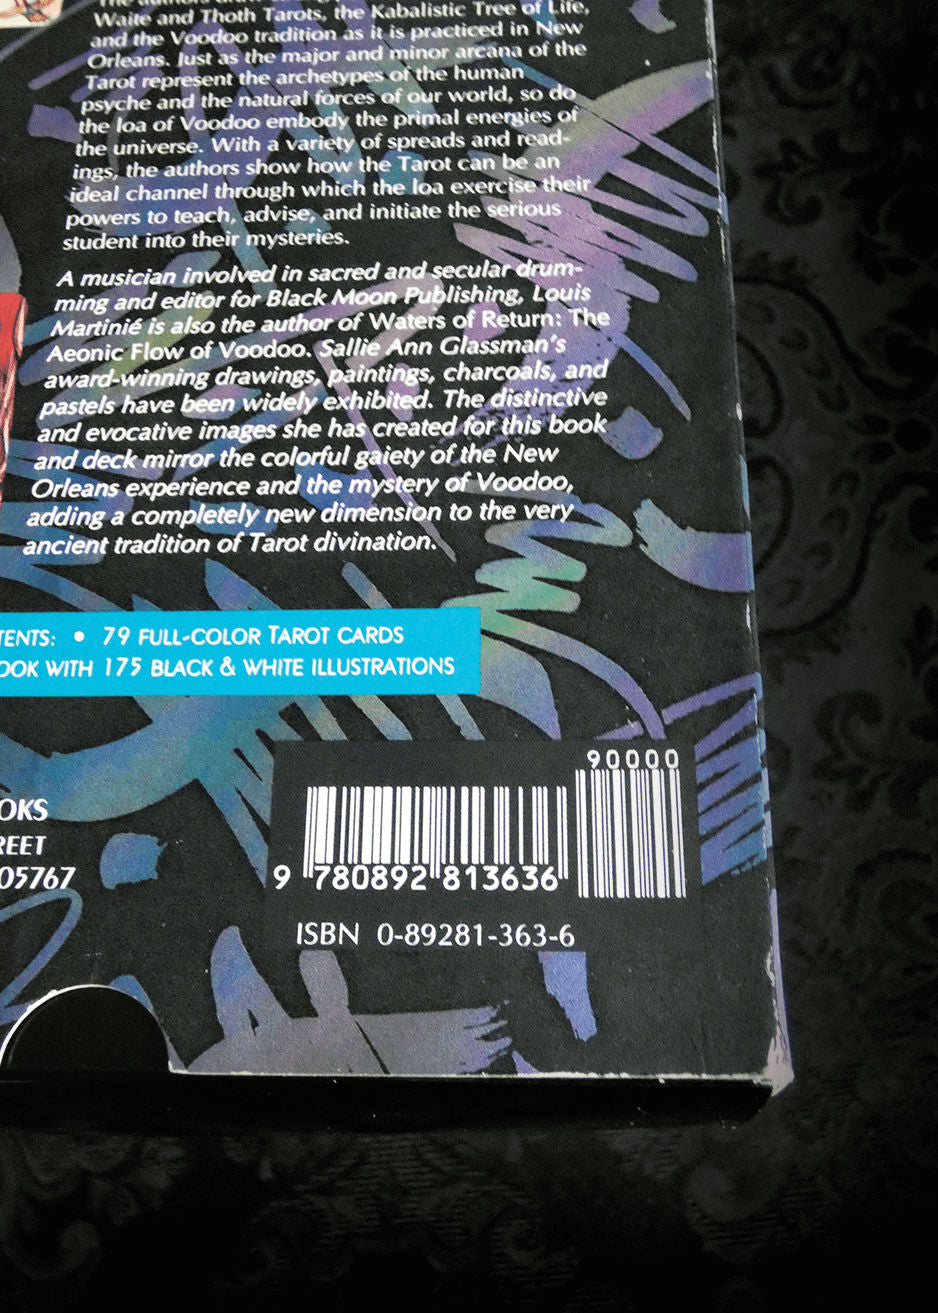 The authors draw
Waite and Thoth Tarots, the Kabalistic Tree of Life,
and the Voodoo tradition as it is practiced in New
Orleans. Just as the major and minor arcana of the
Tarot represent the archetypes of the human
psyche and the natural forces of our world, so do
the loa of Voodoo embody the primal energies of
the universe. With a variety of spreads and read-
ings, the authors show how the Tarot can be an
ideal channel through which the loa exercise their
powers to teach, advise, and initiate the serious
student into their mysteries.
A musician involved in sacred and secular drum-
ming and editor for Black Moon Publishing, Louis
Martinié is also the author of Waters of Return: The
Aeonic Flow of Voodoo. Sallie Ann Glassman's
award-winning drawings, paintings, charcoals, and
pastels have been widely exhibited. The distinctive
and evocative images she has created for this book
and deck mirror the colorful gaiety of the New
Orleans experience and the mystery of Voodoo,
adding a completely new dimension to the very
ancient tradition of Tarot divination.
TENTS: • 79 FULL-COLOR TAROT CARDS
OOK WITH 175 BLACK & WHITE ILLUSTRATIONS
OKS
REET
05767
90000
9 780892 813636
ISBN 0-89281-363-6